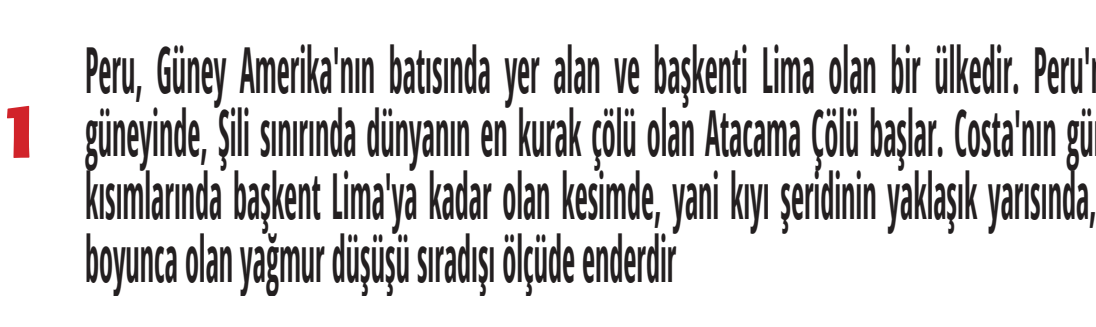 1
Peru, Güney Amerika'nın batısında yer alan ve başkenti Lima olan bir ülkedir.
güneyinde, Şili sınırında dünyanın en kurak çölü olan Atacama Çölü başlar. Costa'nın
kısımlarında başkent Lima'ya kadar olan kesimde, yani kıyı şeridinin yaklaşık yarısında,
boyunca olan yağmur düşüşü sıradışı ölçüde enderdir